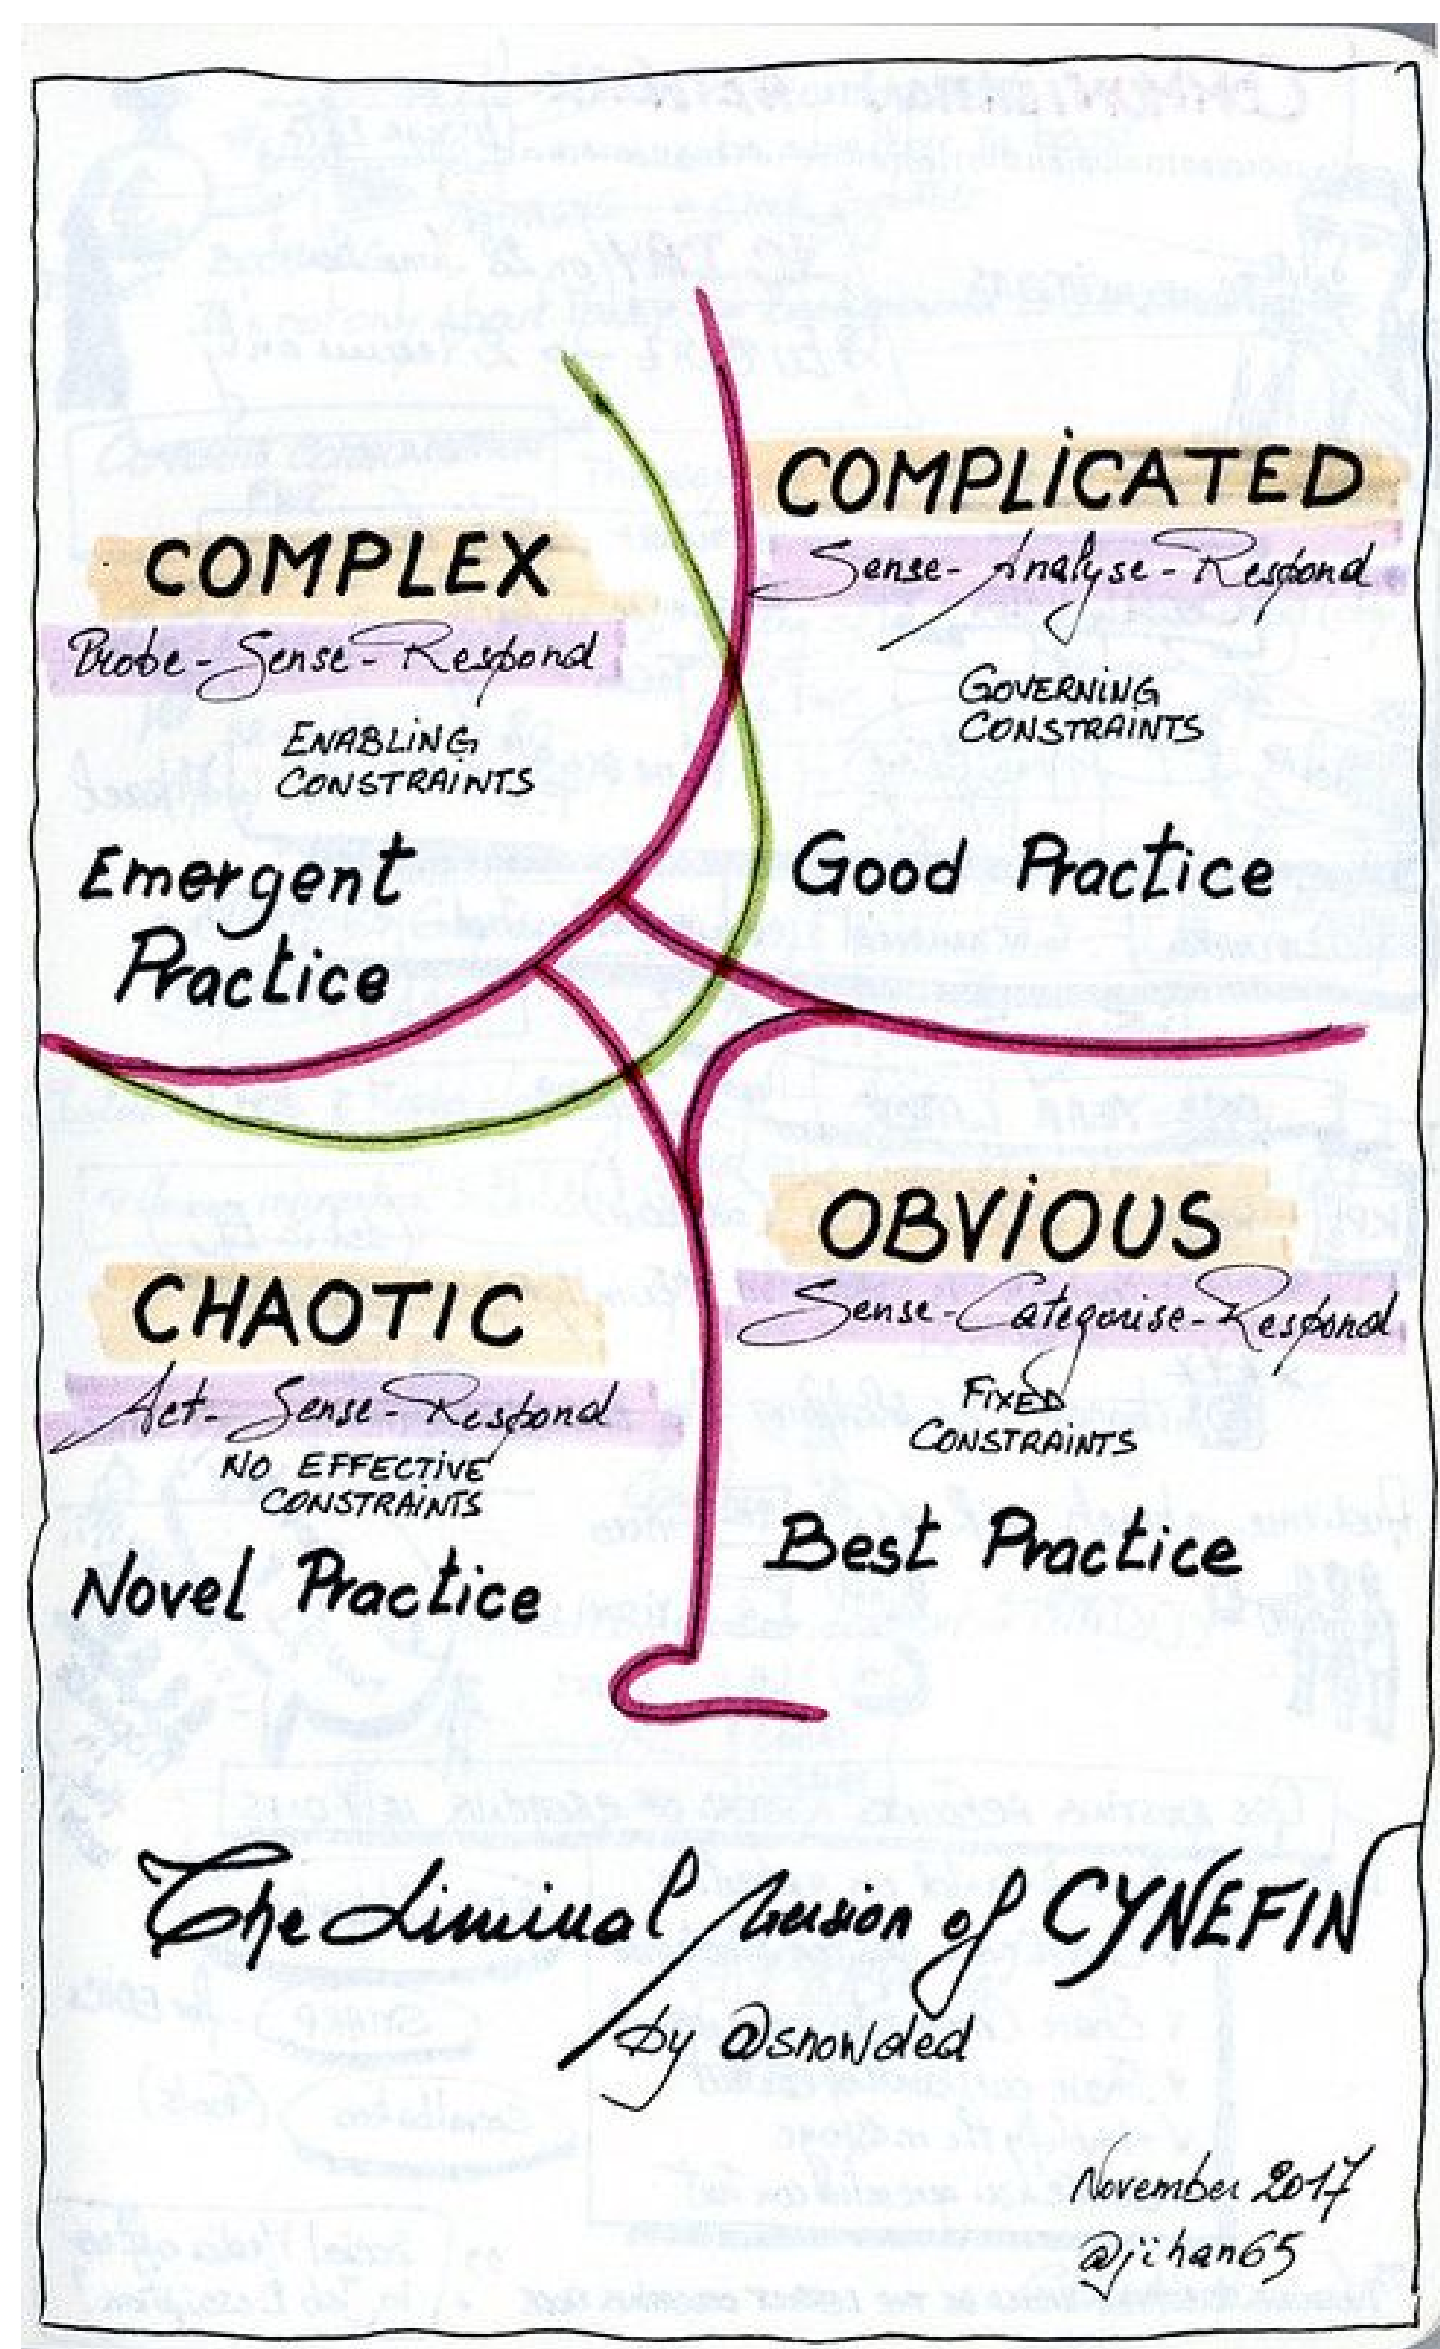 COMPLEX
Probe-Sense-Respond
ENABLING
CONSTRAINTS
Emergent
Practice
COMPLICATED
Sense-Analyse-Respond
GOVERNING
CONSTRAINTS
Good Practice
CHAOTIC
Act-Sense-Respond
NO EFFECTIVE
CONSTRAINTS
Novel Practice
OBVIOUS
Sense-Categorise-Respond
FIXED
CONSTRAINTS
Best Practice
The Liminal Version of CYNEFIN
by @snowded
November 2017
@jihan65